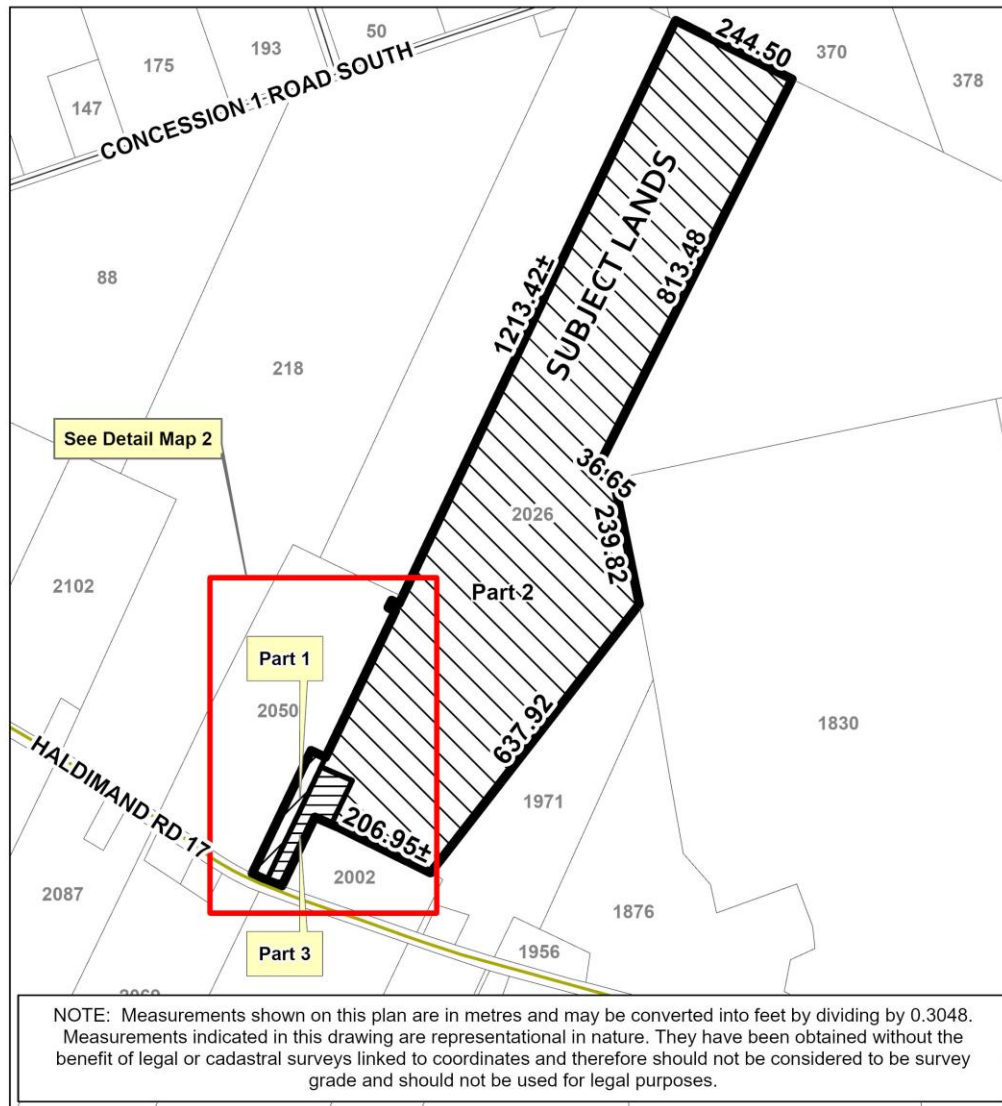 50
193
175
147
CONCESSION 1 ROAD SOUTH
244.50
370
378
88
SUBJECT LANDS
813.48
1213.42±
218
See Detail Map 2
36.65
2026
239.82
2102
Part 2
Part 1
2050
637.92
1830
HALDIMAND RD 17
1971
206.95±
2002
2087
1876
Part 3
1956
NOTE: Measurements shown on this plan are in metres and may be converted into feet by dividing by 0.3048.
Measurements indicated in this drawing are representational in nature. They have been obtained without the
benefit of legal or cadastral surveys linked to coordinates and therefore should not be considered to be survey
grade and should not be used for legal purposes.